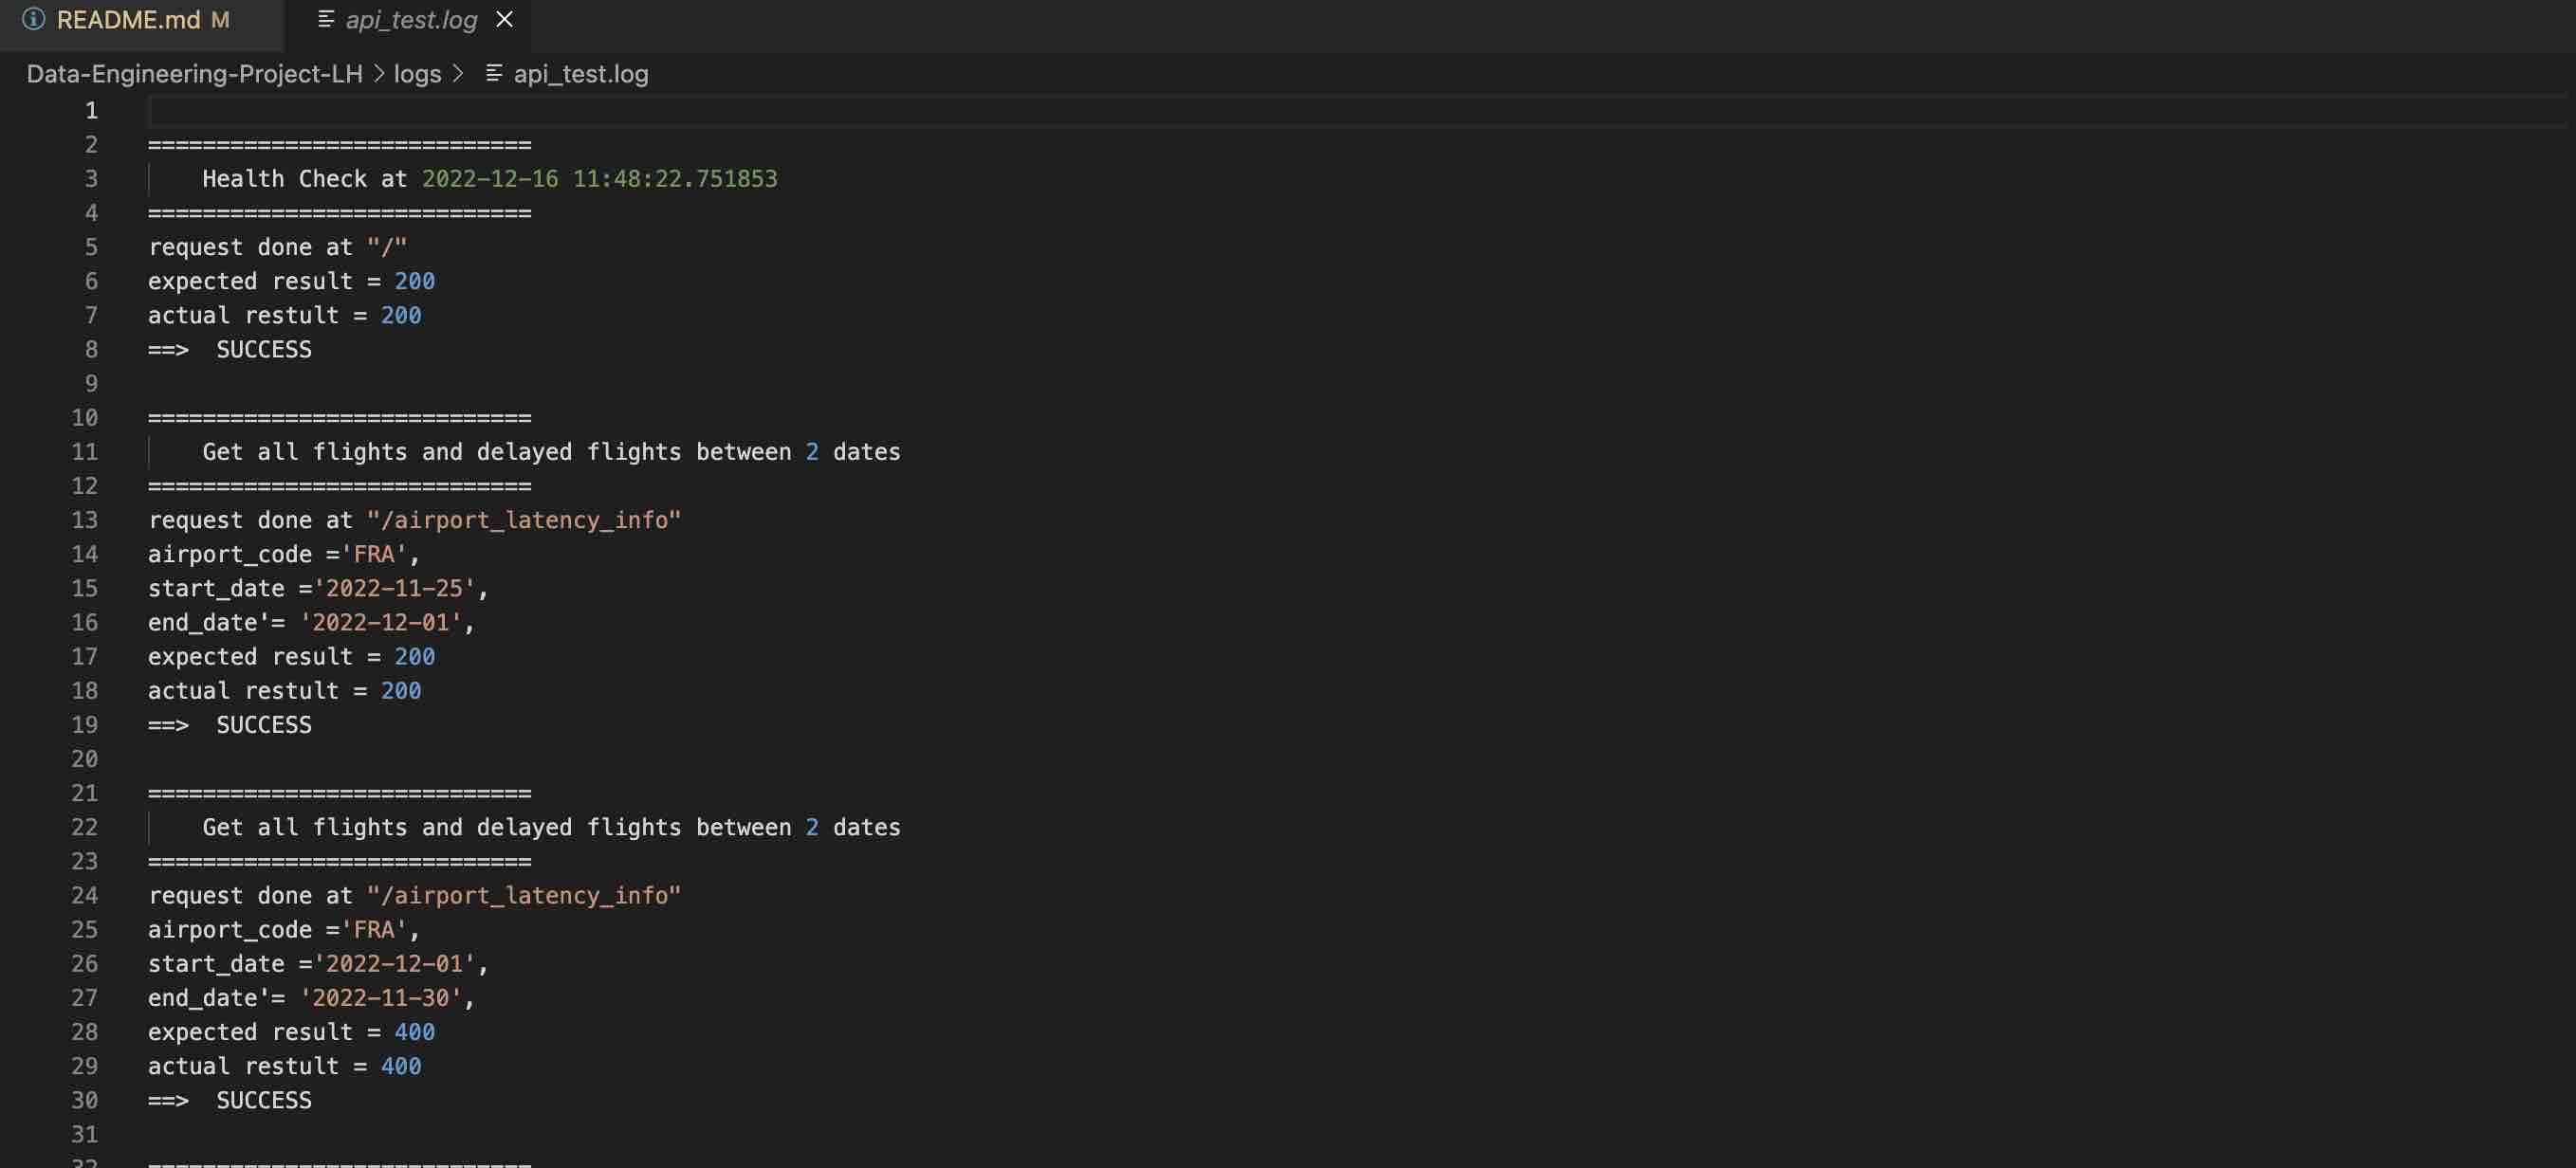 README.md M api_test.log
Data-Engineering-Project-LH > logs > api_test.log
1
2 ============================
3 Health Check at 2022-12-16 11:48:22.751853
4 ============================
5 request done at "/"
6 expected result = 200
7 actual restult = 200
8 ==>  SUCCESS
9
10 ============================
11 Get all flights and delayed flights between 2 dates
12 ============================
13 request done at "/airport_latency_info"
14 airport_code ='FRA',
15 start_date ='2022-11-25',
16 end_date'= '2022-12-01',
17 expected result = 200
18 actual restult = 200
19 ==>  SUCCESS
20
21 ============================
22 Get all flights and delayed flights between 2 dates
23 ============================
24 request done at "/airport_latency_info"
25 airport_code ='FRA',
26 start_date ='2022-12-01',
27 end_date'= '2022-11-30',
28 expected result = 400
29 actual restult = 400
30 ==>  SUCCESS
31
32 ============================